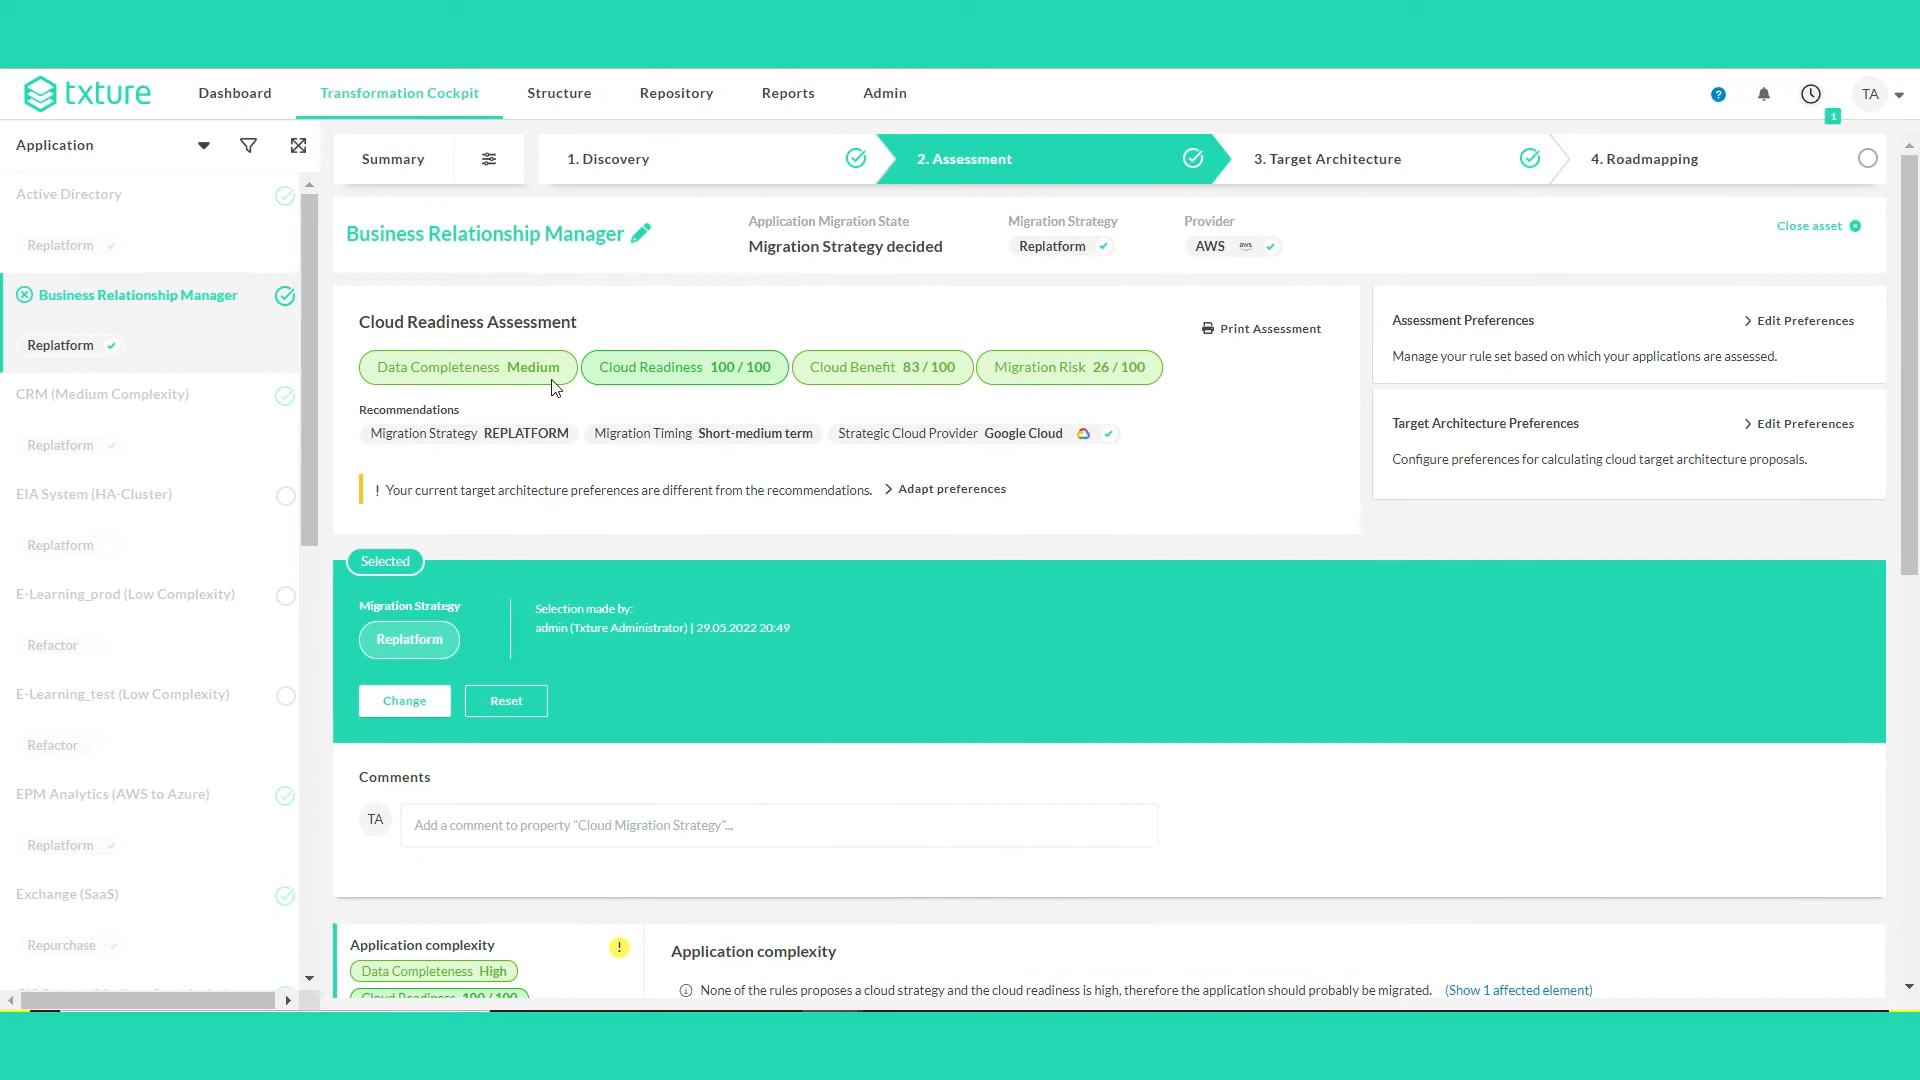 txture
Dashboard
Transformation Cockpit
Structure
Repository
Reports
Admin
?
1
TA
Application
Active Directory
Replatform
Business Relationship Manager
Replatform
CRM (Medium Complexity)
Replatform
EIA System (HA-Cluster)
Replatform
E-Learning_prod (Low Complexity)
Refactor
E-Learning_test (Low Complexity)
Refactor
EPM Analytics (AWS to Azure)
Replatform
Exchange (SaaS)
Repurchase
Summary
1. Discovery
2. Assessment
3. Target Architecture
4. Roadmapping
Business Relationship Manager
Application Migration State
Migration Strategy decided
Migration Strategy
Replatform
Provider
AWS aws
Close asset
Cloud Readiness Assessment
Print Assessment
Data Completeness Medium
Cloud Readiness 100 / 100
Cloud Benefit 83 / 100
Migration Risk 26 / 100
Recommendations
Migration Strategy REPLATFORM
Migration Timing Short-medium term
Strategic Cloud Provider Google Cloud
! Your current target architecture preferences are different from the recommendations. > Adapt preferences
Assessment Preferences
> Edit Preferences
Manage your rule set based on which your applications are assessed.
Target Architecture Preferences
> Edit Preferences
Configure preferences for calculating cloud target architecture proposals.
Selected
Migration Strategy
Replatform
Selection made by:
admin (Txture Administrator) | 29.05.2022 20:49
Change
Reset
Comments
TA
Add a comment to property "Cloud Migration Strategy"...
Application complexity
!
Data Completeness High
Cloud Readiness 100 / 100
Application complexity
None of the rules proposes a cloud strategy and the cloud readiness is high, therefore the application should probably be migrated. (Show 1 affected element)